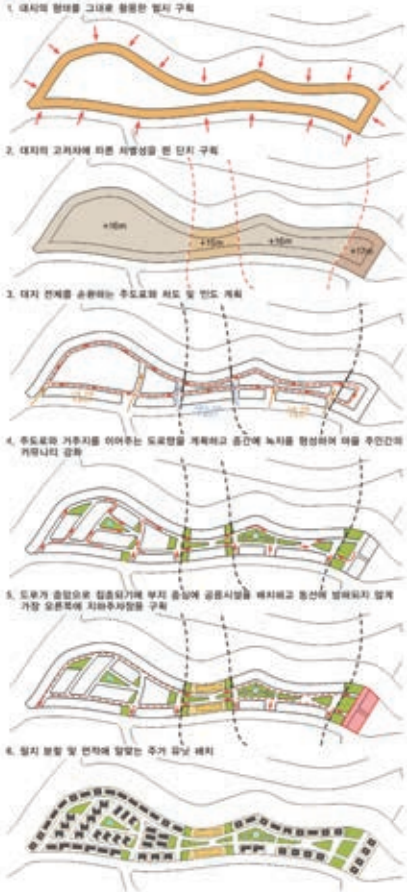 1. 대지의 형태를 그대로 활용한 필지 구획
2. 대지의 고저차에 따른 차별성을 둔 단지 구획
+16m
+15m
+16m
+17m
3. 대지 전체를 순환하는 주도로와 차도 및 인도 계획
4. 주도로와 거주지를 이어주는 도로망을 계획하고 중간에 녹지를 형성하여 마을 주민간의
커뮤니티 강화
5. 도로가 중앙으로 집중되기에 부지 중심에 공용시설을 배치하고 동선에 방해되지 않게
가장 오른쪽에 지하주차장을 구획
6. 필지 분할 및 면적에 알맞는 주거 유닛 배치